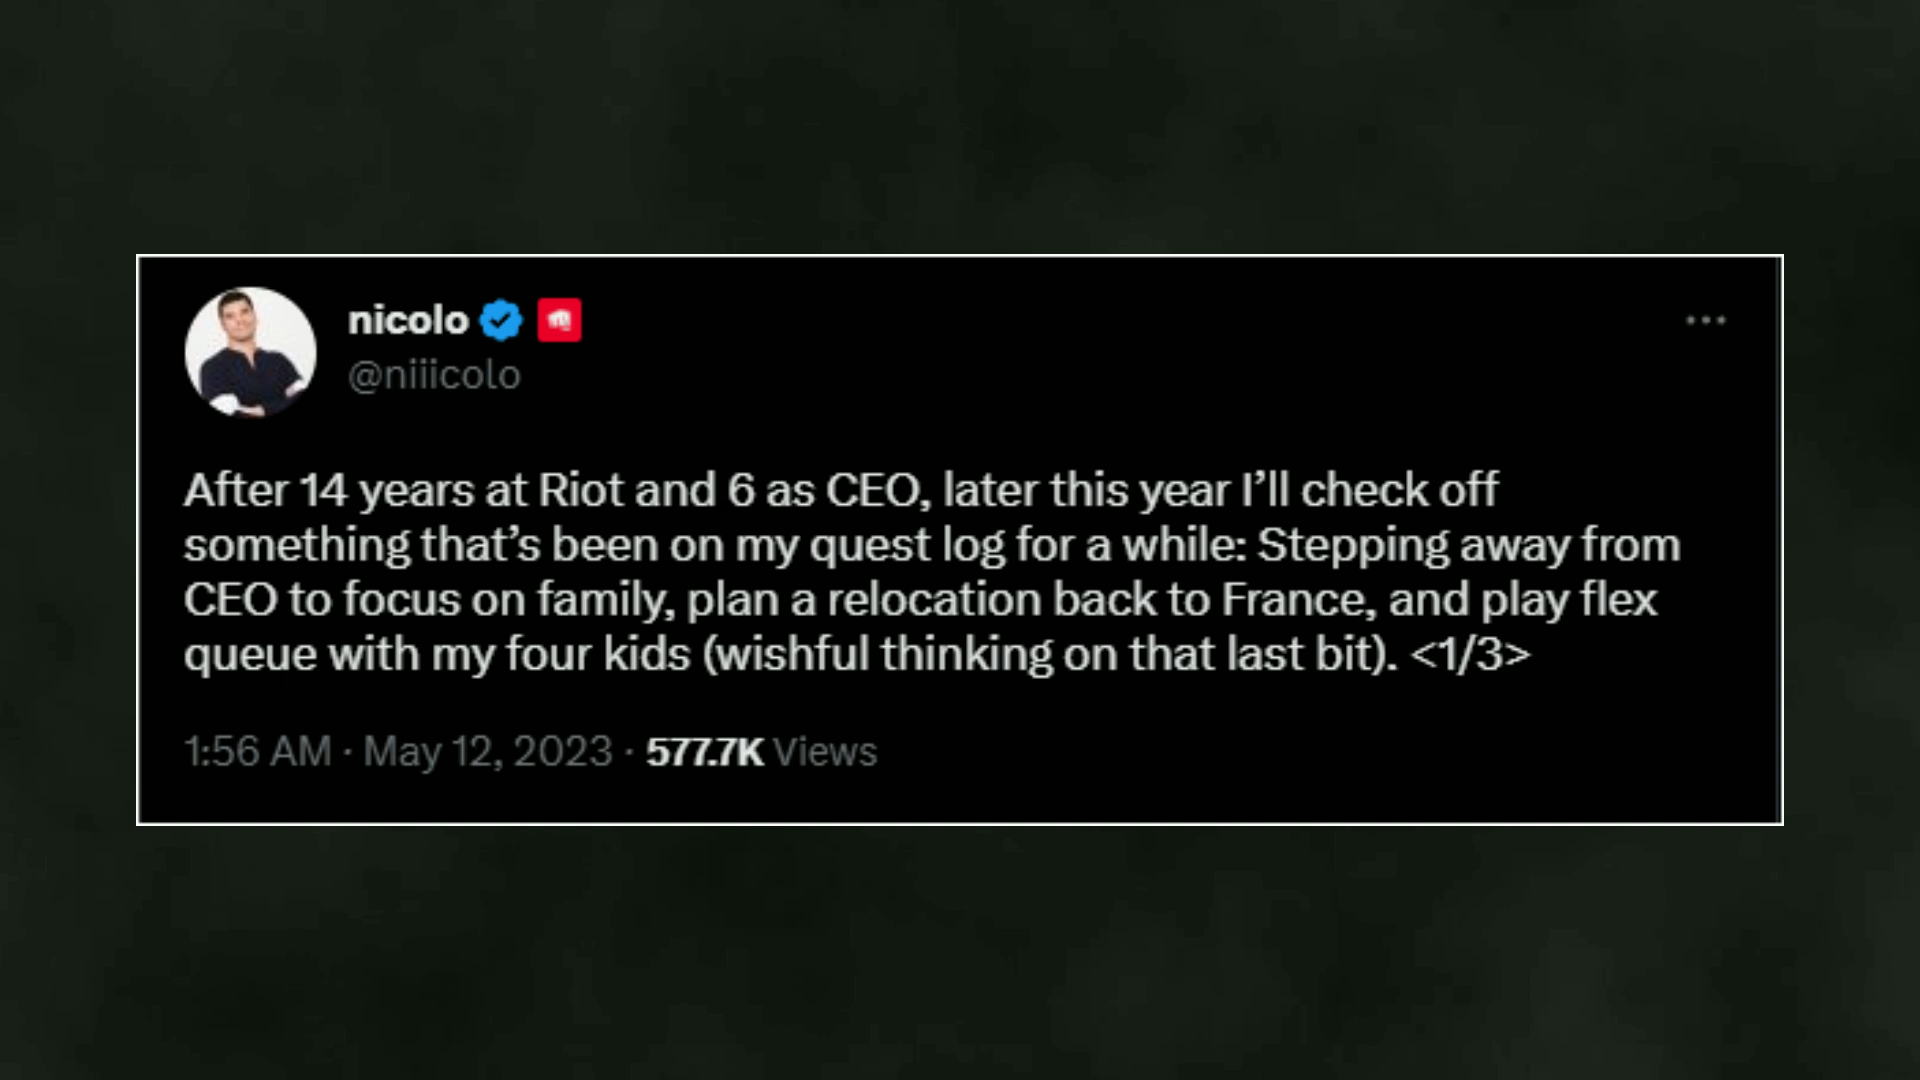 nicolo
@niiicolo
After 14 years at Riot and 6 as CEO, later this year I’ll check off
something that’s been on my quest log for a while: Stepping away from
CEO to focus on family, plan a relocation back to France, and play flex
queue with my four kids (wishful thinking on that last bit). <1/3>
1:56 AM · May 12, 2023 · 577.7K Views